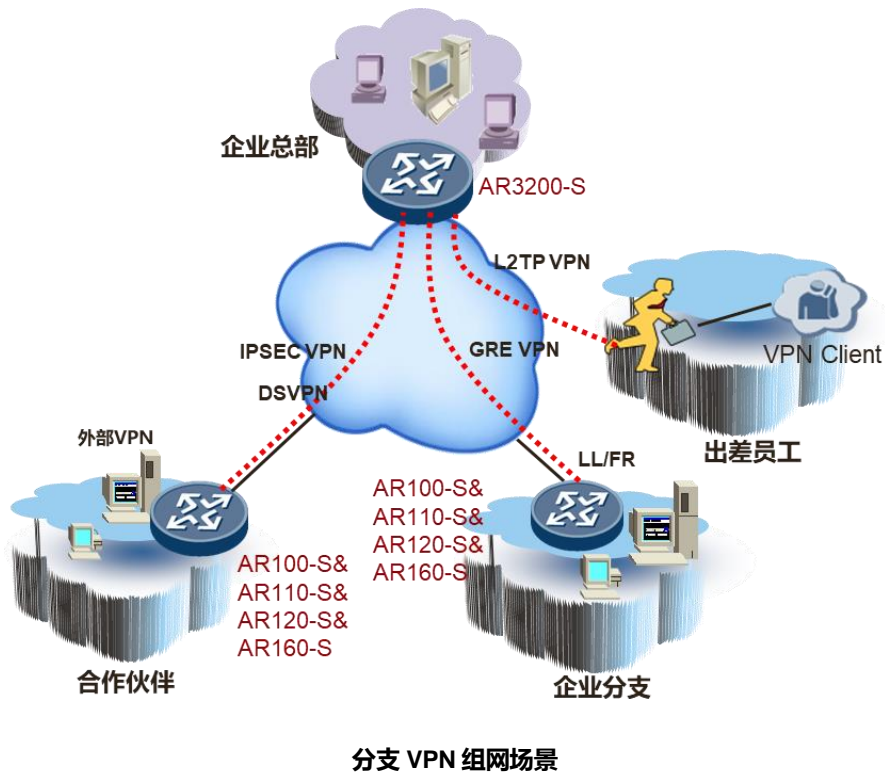 企业总部
AR3200-S
L2TP VPN
IPSEC VPN
GRE VPN
VPN Client
DSVPN
外部VPN
出差员工
LL/FR
AR100-S&
AR110-S&
AR120-S&
AR160-S
AR100-S&
AR110-S&
AR120-S&
AR160-S
合作伙伴
企业分支
分支 VPN 组网场景